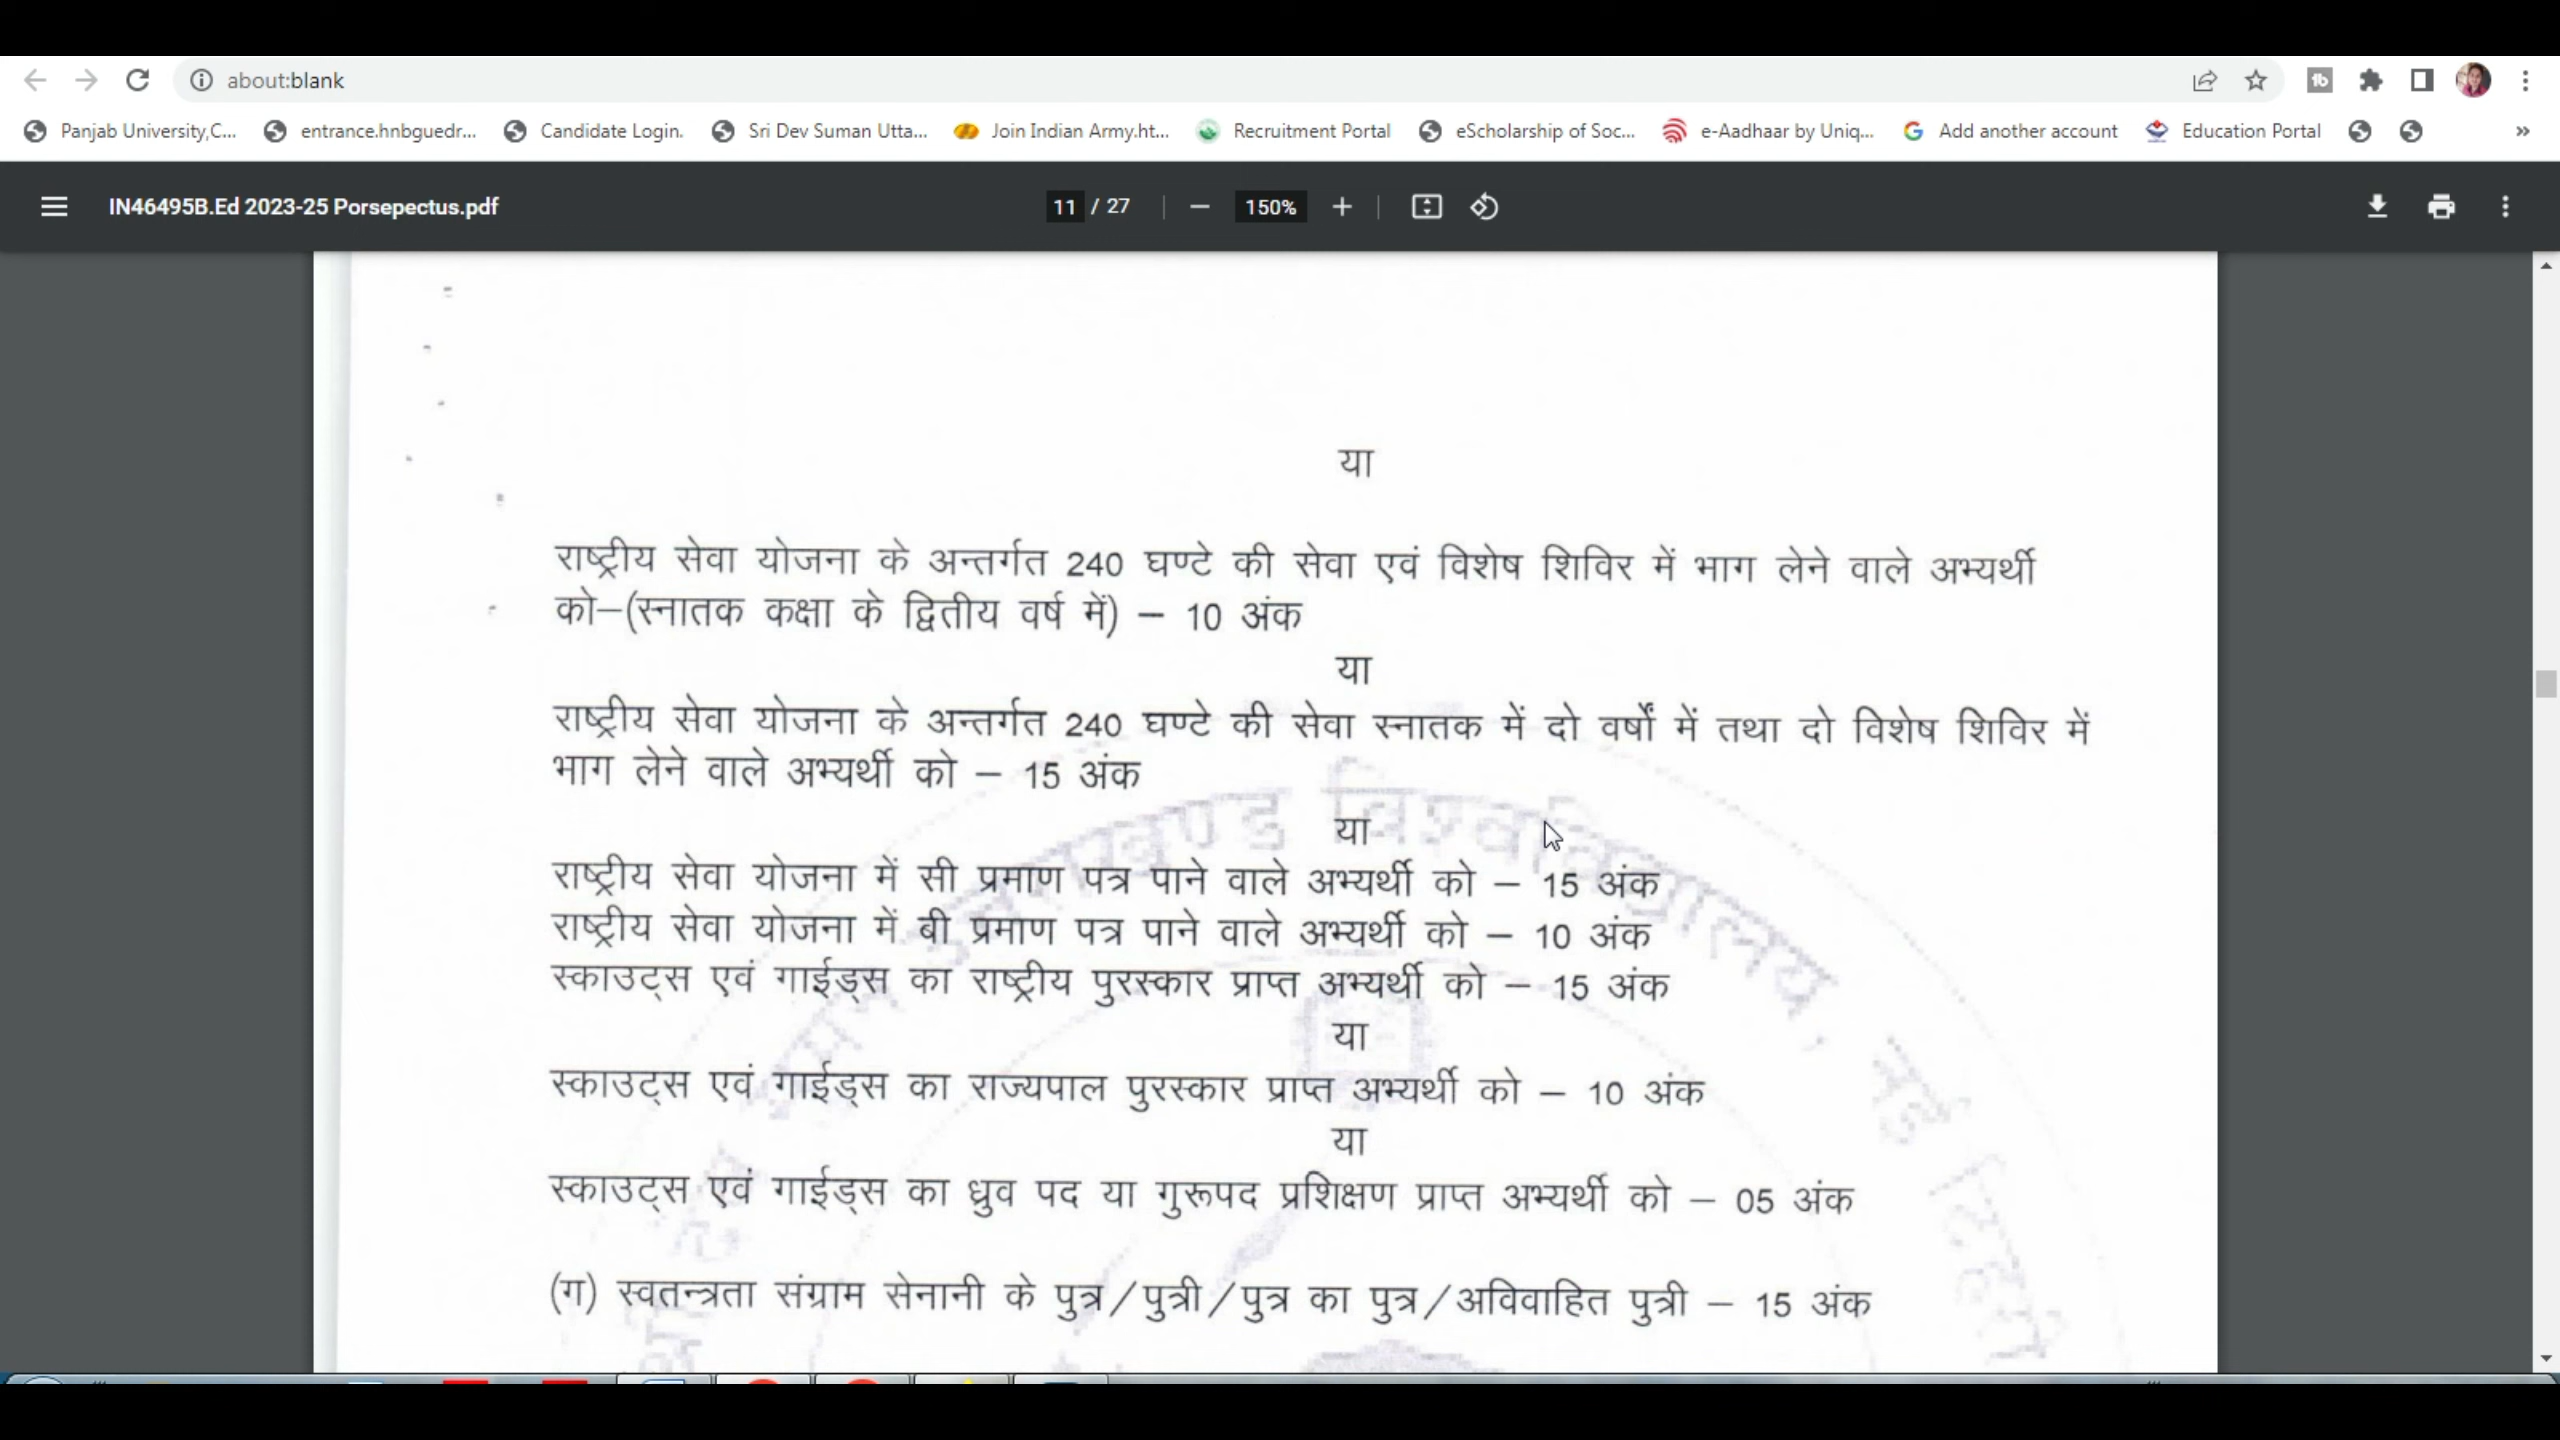 about:blank
Panjab University,C... entrance.hnbguedr... Candidate Login. Sri Dev Suman Utta... Join Indian Army.ht... Recruitment Portal eScholarship of Soc... e-Aadhaar by Uniq... Add another account Education Portal »
IN46495B.Ed 2023-25 Porsepectus.pdf 11 / 27 150%
या
राष्ट्रीय सेवा योजना के अन्तर्गत 240 घण्टे की सेवा एवं विशेष शिविर में भाग लेने वाले अभ्यर्थी
को–(स्नातक कक्षा के द्वितीय वर्ष में) – 10 अंक
या
राष्ट्रीय सेवा योजना के अन्तर्गत 240 घण्टे की सेवा स्नातक में दो वर्षों में तथा दो विशेष शिविर में
भाग लेने वाले अभ्यर्थी को – 15 अंक
या
राष्ट्रीय सेवा योजना में सी प्रमाण पत्र पाने वाले अभ्यर्थी को – 15 अंक
राष्ट्रीय सेवा योजना में बी प्रमाण पत्र पाने वाले अभ्यर्थी को – 10 अंक
स्काउट्स एवं गाईड्स का राष्ट्रीय पुरस्कार प्राप्त अभ्यर्थी को – 15 अंक
या
स्काउट्स एवं गाईड्स का राज्यपाल पुरस्कार प्राप्त अभ्यर्थी को – 10 अंक
या
स्काउट्स एवं गाईड्स का ध्रुव पद या गुरूपद प्रशिक्षण प्राप्त अभ्यर्थी को – 05 अंक
(ग) स्वतन्त्रता संग्राम सेनानी के पुत्र/पुत्री/पुत्र का पुत्र/अविवाहित पुत्री – 15 अंक